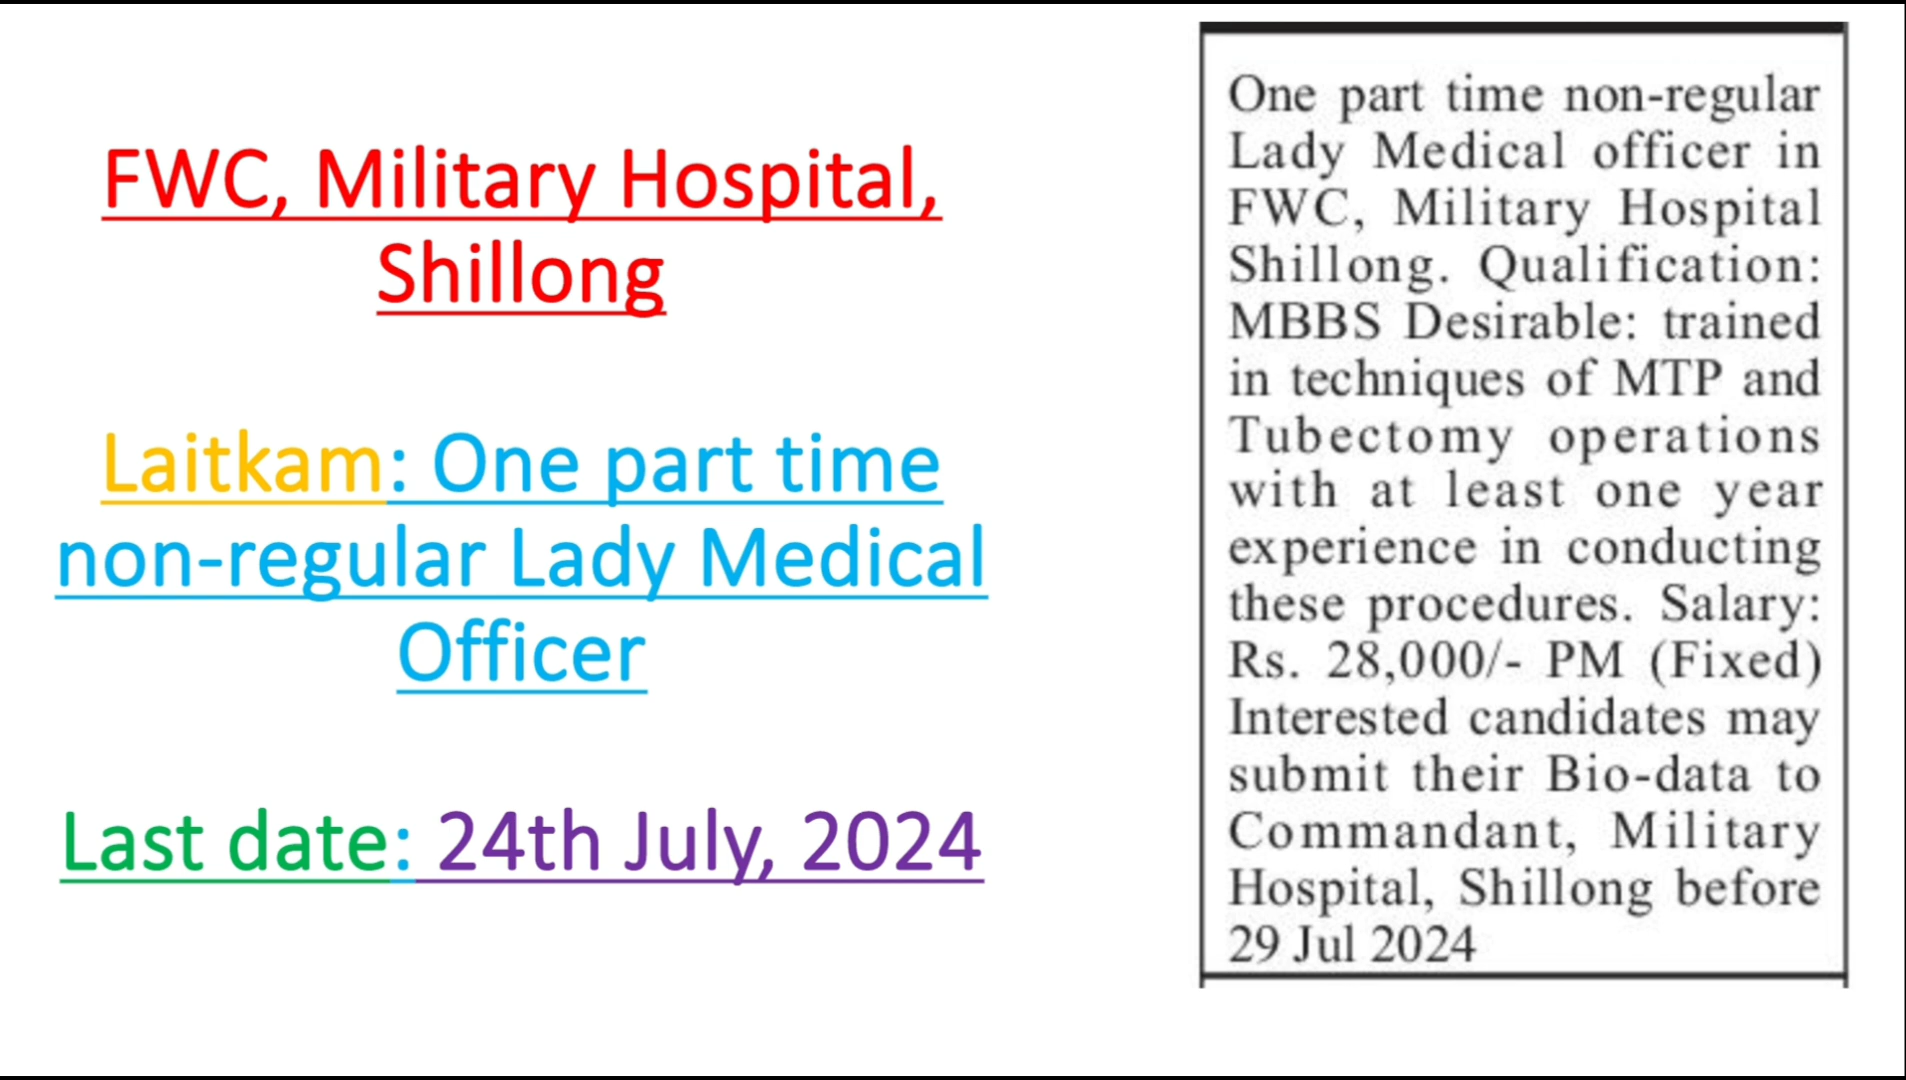 FWC, Military Hospital,
Shillong
Laitkam: One part time
non-regular Lady Medical
Officer
Last date: 24th July, 2024
One part time non-regular
Lady Medical officer in
FWC, Military Hospital
Shillong. Qualification:
MBBS Desirable: trained
in techniques of MTP and
Tubectomy operations
with at least one year
experience in conducting
these procedures. Salary:
Rs. 28,000/- PM (Fixed)
Interested candidates may
submit their Bio-data to
Commandant, Military
Hospital, Shillong before
29 Jul 2024